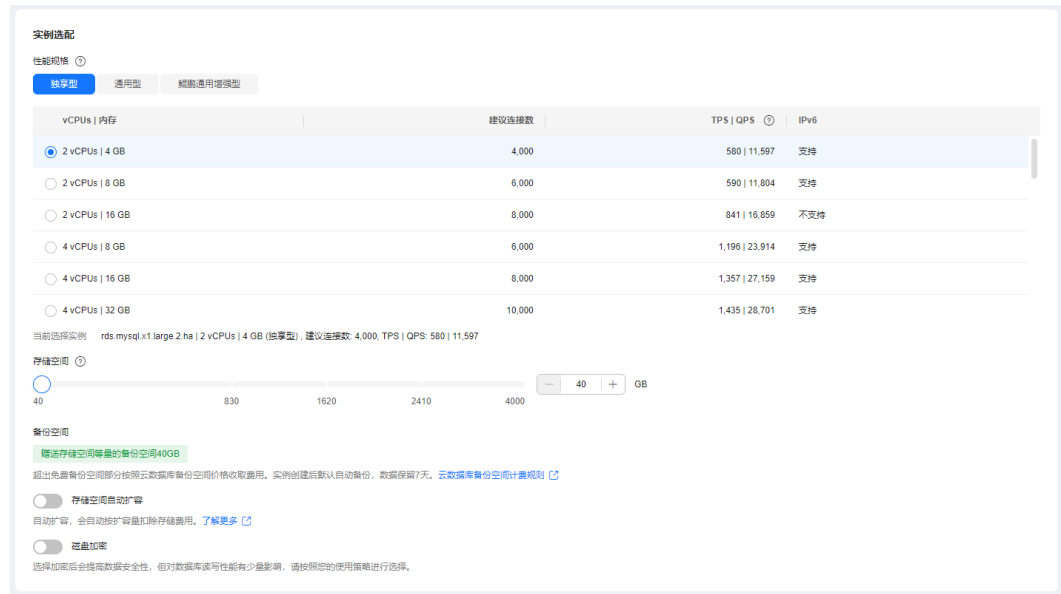 实例选配
性能规格 ?
独享型 通用型 鲲鹏通用增强型
vCPUs | 内存 建议连接数 TPS | QPS ? IPv6
2 vCPUs | 4 GB 4,000 580 | 11,597 支持
2 vCPUs | 8 GB 6,000 590 | 11,804 支持
2 vCPUs | 16 GB 8,000 841 | 16,859 不支持
4 vCPUs | 8 GB 6,000 1,196 | 23,914 支持
4 vCPUs | 16 GB 8,000 1,357 | 27,159 支持
4 vCPUs | 32 GB 10,000 1,435 | 28,701 支持
当前选择实例 rds.mysql.x1.large.2.ha | 2 vCPUs | 4 GB (独享型) , 建议连接数: 4,000, TPS | QPS: 580 | 11,597
存储空间 ?
40 GB
40 830 1620 2410 4000
备份空间
赠送存储空间等量的备份空间40GB
超出免费备份空间部分按照云数据库备份空间价格收取费用。实例创建后默认自动备份，数据保留7天。云数据库备份空间计费规则
存储空间自动扩容
自动扩容，会自动按扩容量扣除存储费用。了解更多
磁盘加密
选择加密后会提高数据安全性，但对数据库读写性能有少量影响，请按照您的使用策略进行选择。